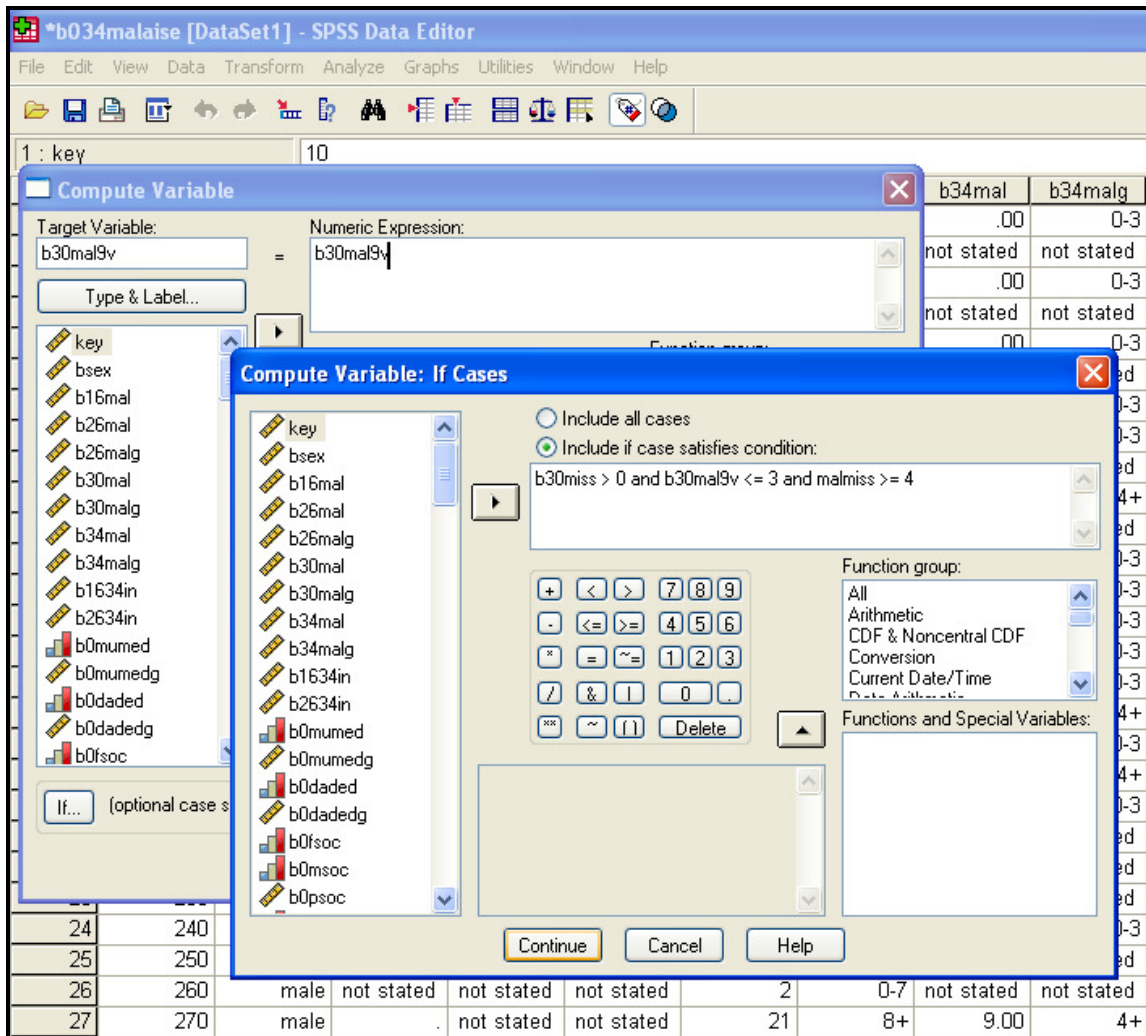 *b034malaise [DataSet1] - SPSS Data Editor
File Edit View Data Transform Analyze Graphs Utilities Window Help
1 : key 10
Compute Variable
b34mal b34malg
Target Variable:
Numeric Expression:
b30mal9v = b30mal9v
Type & Label...
key
bsex
b16mal
b26mal
b26malg
b30mal
b30malg
b34mal
b34malg
b1634in
b2634in
b0mumed
b0mumedg
b0daded
b0dadedg
b0fsoc
If... (optional case s
.00 0-3
not stated not stated
.00 0-3
not stated not stated
.00 0-3
Compute Variable: If Cases
key
bsex
b16mal
b26mal
b26malg
b30mal
b30malg
b34mal
b34malg
b1634in
b2634in
b0mumed
b0mumedg
b0daded
b0dadedg
b0fsoc
b0msoc
b0psoc
Include all cases
Include if case satisfies condition:
b30miss > 0 and b30mal9v <= 3 and malmiss >= 4
+ < > 7 8 9
- <= >= 4 5 6
* = ~= 1 2 3
/ & | 0 .
** ~ ( ) Delete
Function group:
All
Arithmetic
CDF & Noncentral CDF
Conversion
Current Date/Time
Functions and Special Variables:
Continue Cancel Help
24 240
25 250
26 260 male not stated not stated not stated 2 0-7 not stated not stated
27 270 male . not stated not stated 21 8+ 9.00 4+